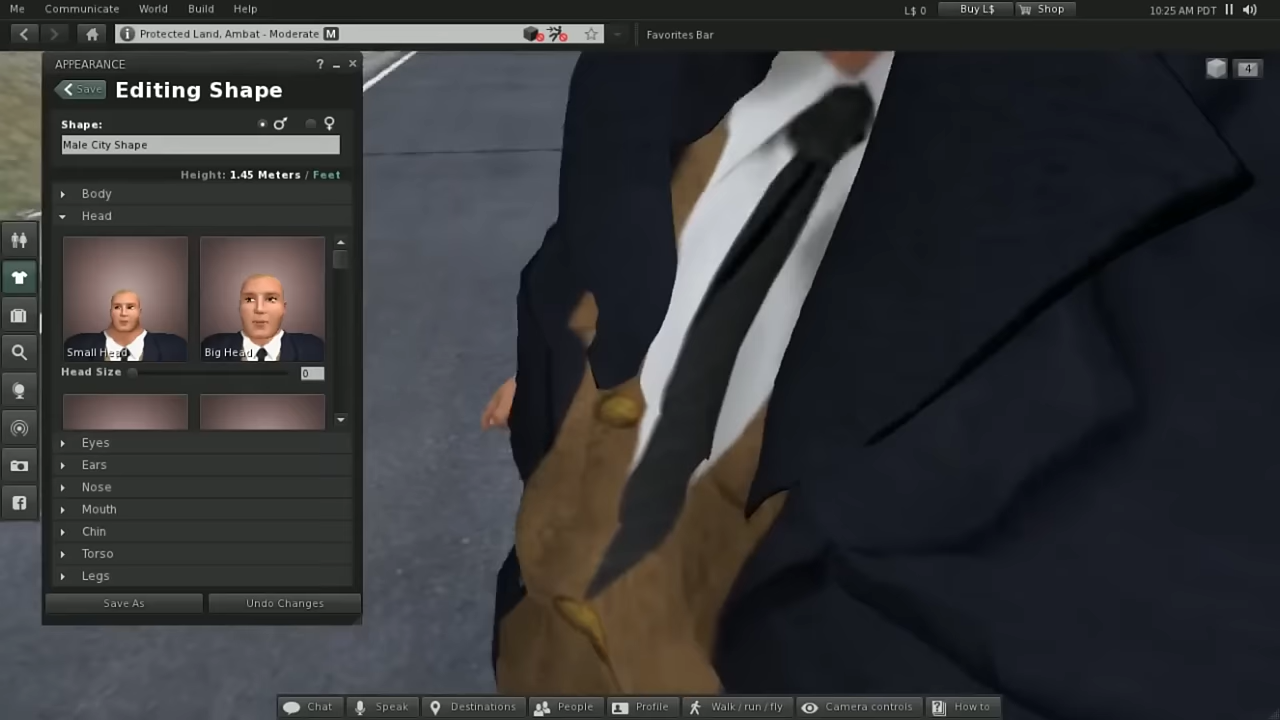 Me Communicate World Build Help L$ 0 Buy L$ Shop 10:25 AM PDT
Protected Land, Ambat - Moderate M Favorites Bar
APPEARANCE ?
4
Save Editing Shape
Shape:
Male City Shape
Height: 1.45 Meters / Feet
Body
Head
Small Head Big Head
Head Size 0
Eyes
Ears
Nose
Mouth
Chin
Torso
Legs
Save As Undo Changes
Chat Speak Destinations People Profile Walk / run / fly Camera controls How to